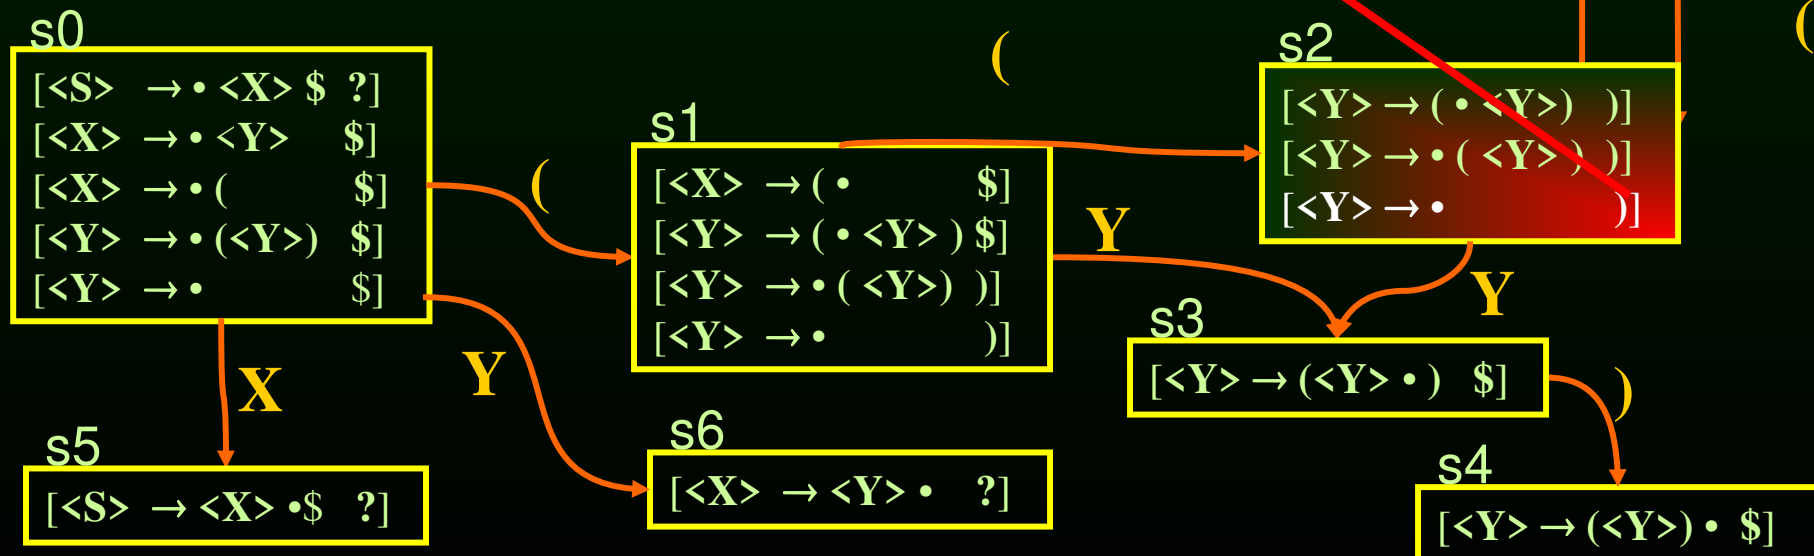 s0
[<S> → • <X> $ ?]
[<X> → • <Y> $]
[<X> → • ( $]
[<Y> → • (<Y>) $]
[<Y> → • $]
(
X
Y
s1
[<X> → ( • $]
[<Y> → ( • <Y> ) $]
[<Y> → • ( <Y>) )]
[<Y> → • )]
(
Y
s2
[<Y> → ( • <Y>) )]
[<Y> → • ( <Y> ) )]
[<Y> → • )]
(
Y
s3
[<Y> → (<Y> • ) $]
)
s4
[<Y> → (<Y>) • $]
s5
[<S> → <X> •$ ?]
s6
[<X> → <Y> • ?]